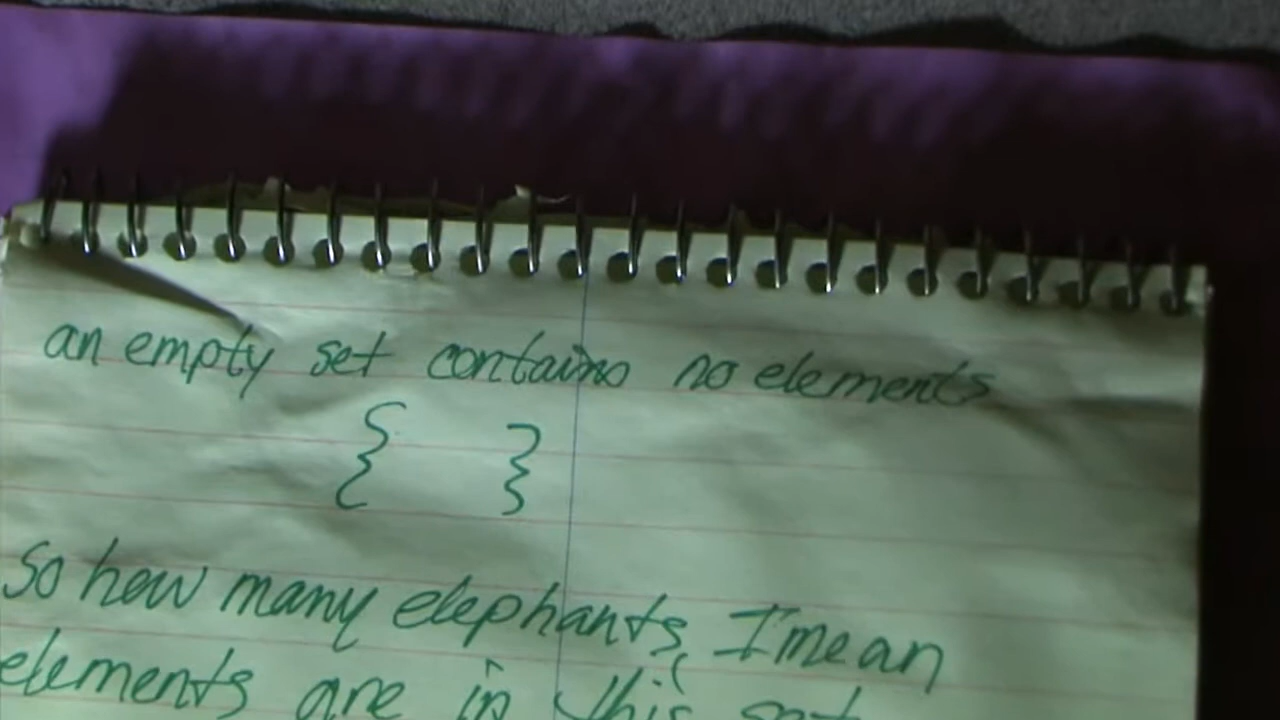 an empty set contains no elements
{ }
So how many elephants, I mean
elements are in this set